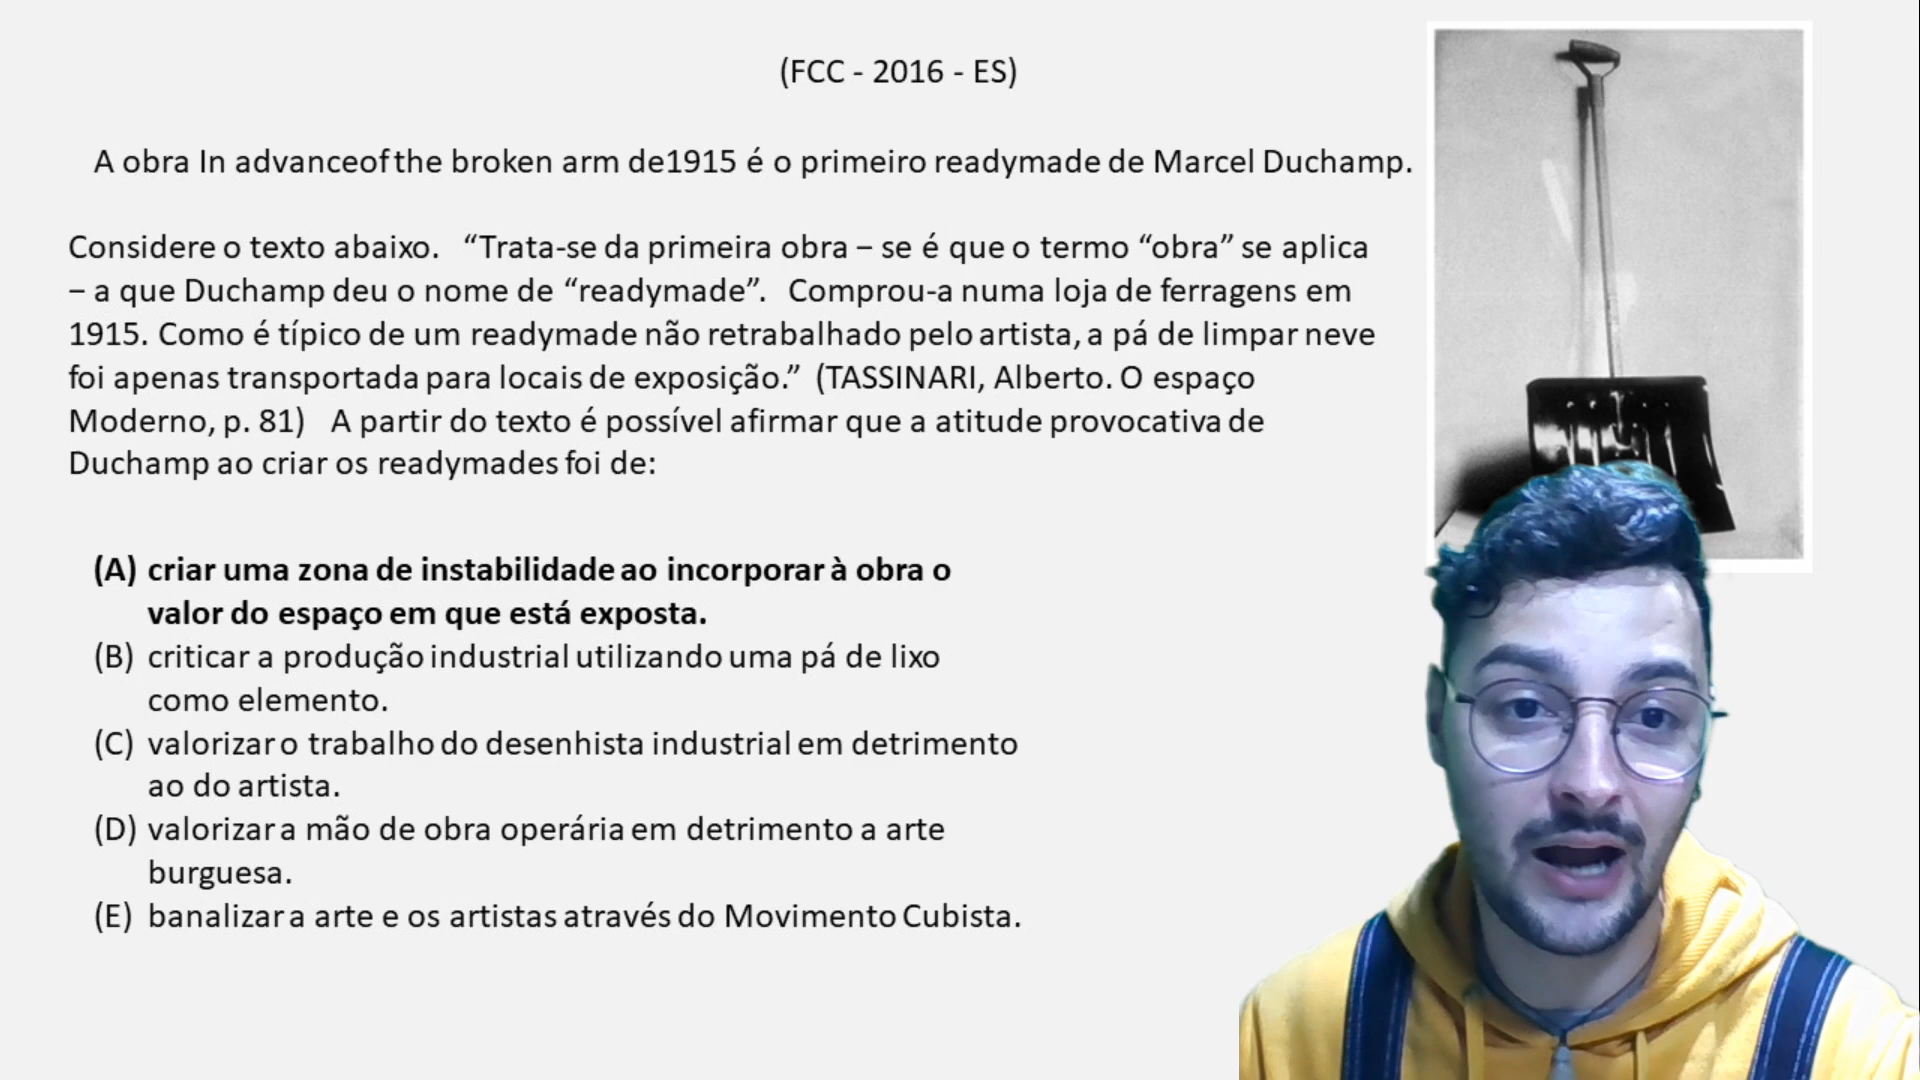 (FCC - 2016 - ES)
A obra In advanceofthe broken arm de1915 é o primeiro readymade de Marcel Duchamp.
Considere o texto abaixo. “Trata-se da primeira obra − se é que o termo “obra” se aplica
− a que Duchamp deu o nome de “readymade”. Comprou-a numa loja de ferragens em
1915. Como é típico de um readymade não retrabalhado pelo artista, a pá de limpar neve
foi apenas transportada para locais de exposição.” (TASSINARI, Alberto. O espaço
Moderno, p. 81) A partir do texto é possível afirmar que a atitude provocativa de
Duchamp ao criar os readymades foi de:
(A) criar uma zona de instabilidade ao incorporar à obra o
valor do espaço em que está exposta.
(B) criticar a produção industrial utilizando uma pá de lixo
como elemento.
(C) valorizar o trabalho do desenhista industrial em detrimento
ao do artista.
(D) valorizar a mão de obra operária em detrimento a arte
burguesa.
(E) banalizar a arte e os artistas através do Movimento Cubista.